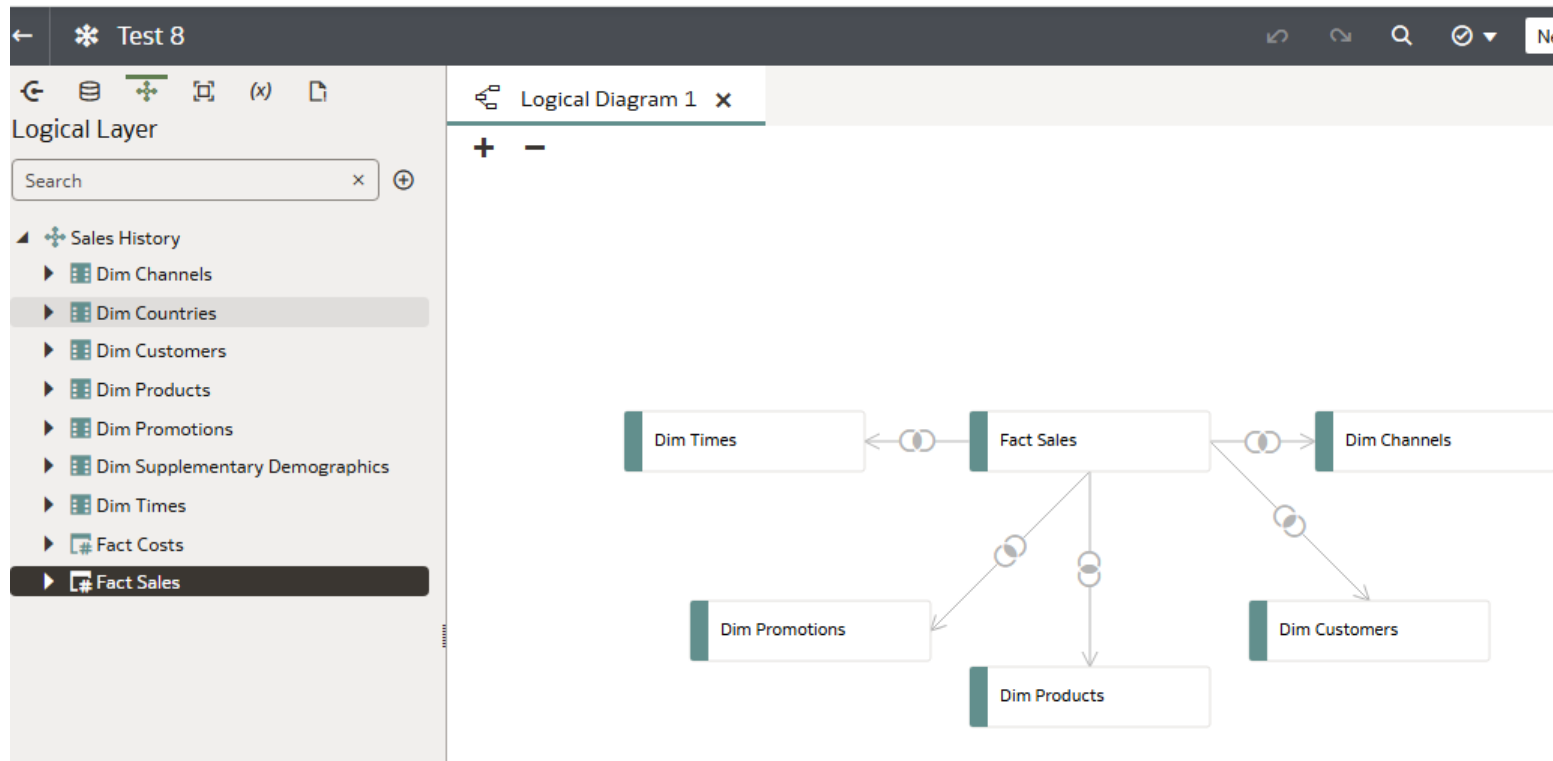 Test 8
(x)
Logical Layer
Search
Sales History
Dim Channels
Dim Countries
Dim Customers
Dim Products
Dim Promotions
Dim Supplementary Demographics
Dim Times
Fact Costs
Fact Sales
Logical Diagram 1
Dim Times
Fact Sales
Dim Channels
Dim Promotions
Dim Customers
Dim Products